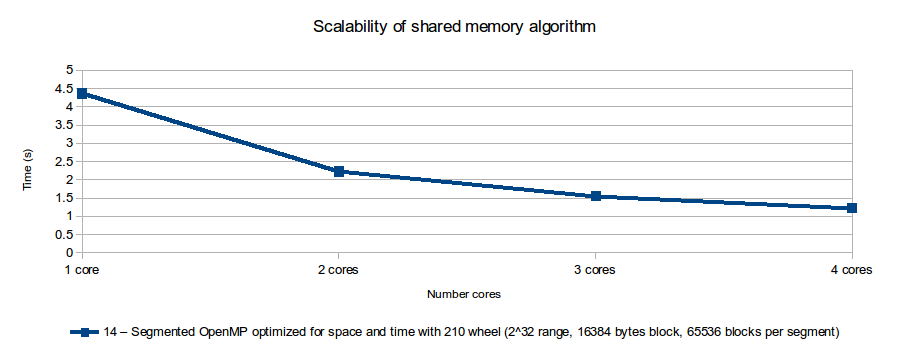 Scalability of shared memory algorithm
5
4.5
4
3.5
3
2.5
2
1.5
1
0.5
0
Time (s)
1 core
2 cores
3 cores
4 cores
Number cores
14 – Segmented OpenMP optimized for space and time with 210 wheel (2^32 range, 16384 bytes block, 65536 blocks per segment)